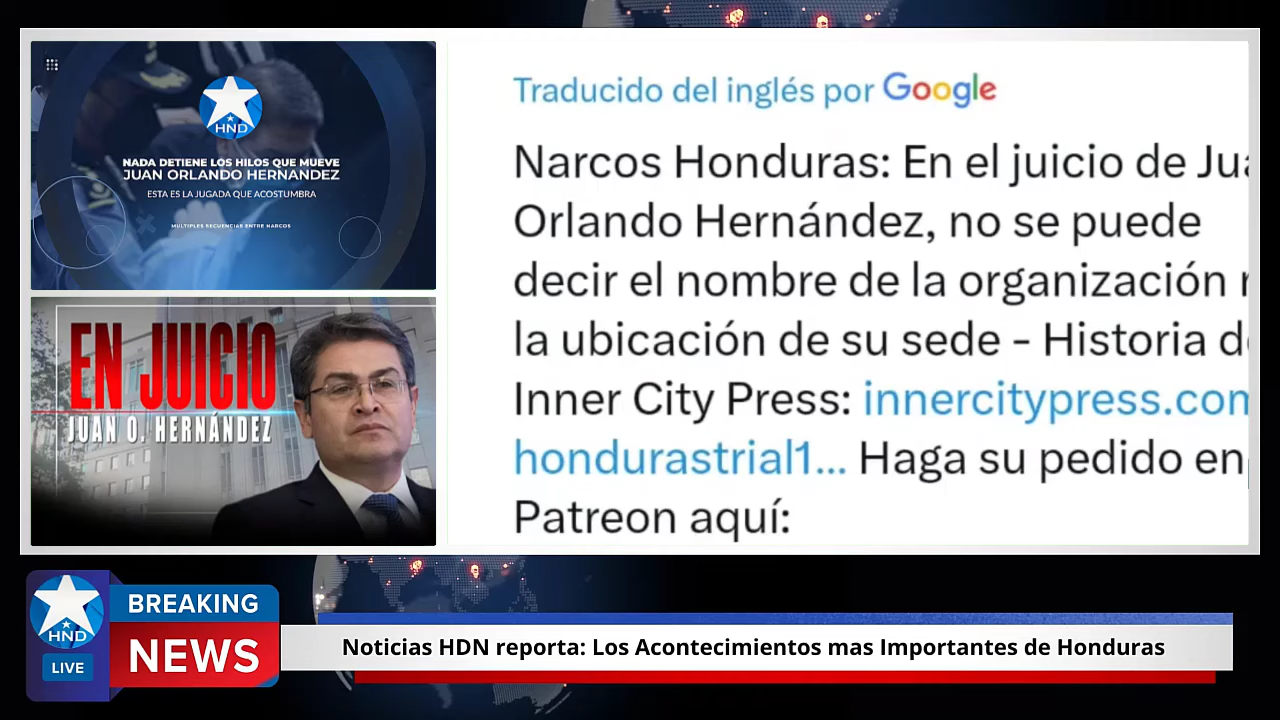 HND
NADA DETIENE LOS HILOS QUE MUEVE
JUAN ORLANDO HERNANDEZ
ESTA ES LA JUGADA QUE ACOSTUMBRA
MULTIPLES SECUENCIAS ENTRE NARCOS
EN JUICIO
JUAN O. HERNÁNDEZ
Traducido del inglés por Google
Narcos Honduras: En el juicio de
Orlando Hernández, no se puede
decir el nombre de la organización
la ubicación de su sede - Historia
Inner City Press: innercitypress.com
hondurastrial1... Haga su pedido en
Patreon aquí:
HND
LIVE
BREAKING
NEWS
Noticias HDN reporta: Los Acontecimientos mas Importantes de Honduras